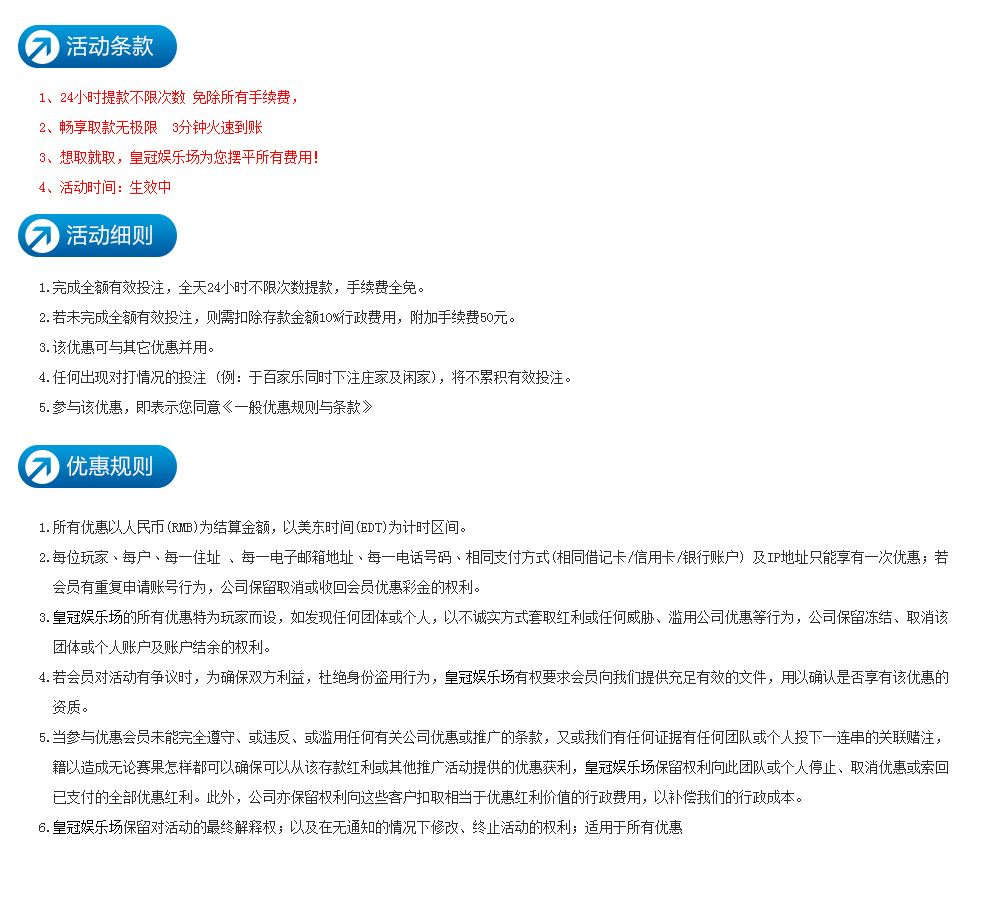 活动条款
1、24小时提款不限次数 免除所有手续费，
2、畅享取款无极限  3分钟火速到账
3、想取就取，皇冠娱乐场为您摆平所有费用！
4、活动时间：生效中
活动细则
1.完成全额有效投注，全天24小时不限次数提款，手续费全免。
2.若未完成全额有效投注，则需扣除存款金额10%行政费用，附加手续费50元。
3.该优惠可与其它优惠并用。
4.任何出现对打情况的投注（例：于百家乐同时下注庄家及闲家），将不累积有效投注。
5.参与该优惠，即表示您同意《一般优惠规则与条款》
优惠规则
1.所有优惠以人民币(RMB)为结算金额，以美东时间(EDT)为计时区间。
2.每位玩家﹑每户﹑每一住址 ﹑每一电子邮箱地址﹑每一电话号码﹑相同支付方式(相同借记卡/信用卡/银行账户) 及IP地址只能享有一次优惠；若
会员有重复申请账号行为，公司保留取消或收回会员优惠彩金的权利。
3.皇冠娱乐场的所有优惠特为玩家而设，如发现任何团体或个人，以不诚实方式套取红利或任何威胁、滥用公司优惠等行为，公司保留冻结、取消该
团体或个人账户及账户结余的权利。
4.若会员对活动有争议时，为确保双方利益，杜绝身份盗用行为，皇冠娱乐场有权要求会员向我们提供充足有效的文件，用以确认是否享有该优惠的
资质。
5.当参与优惠会员未能完全遵守、或违反、或滥用任何有关公司优惠或推广的条款，又或我们有任何证据有任何团队或个人投下一连串的关联赌注，
籍以造成无论赛果怎样都可以确保可以从该存款红利或其他推广活动提供的优惠获利，皇冠娱乐场保留权利向此团队或个人停止、取消优惠或索回
已支付的全部优惠红利。此外，公司亦保留权利向这些客户扣取相当于优惠红利价值的行政费用，以补偿我们的行政成本。
6.皇冠娱乐场保留对活动的最终解释权；以及在无通知的情况下修改、终止活动的权利；适用于所有优惠